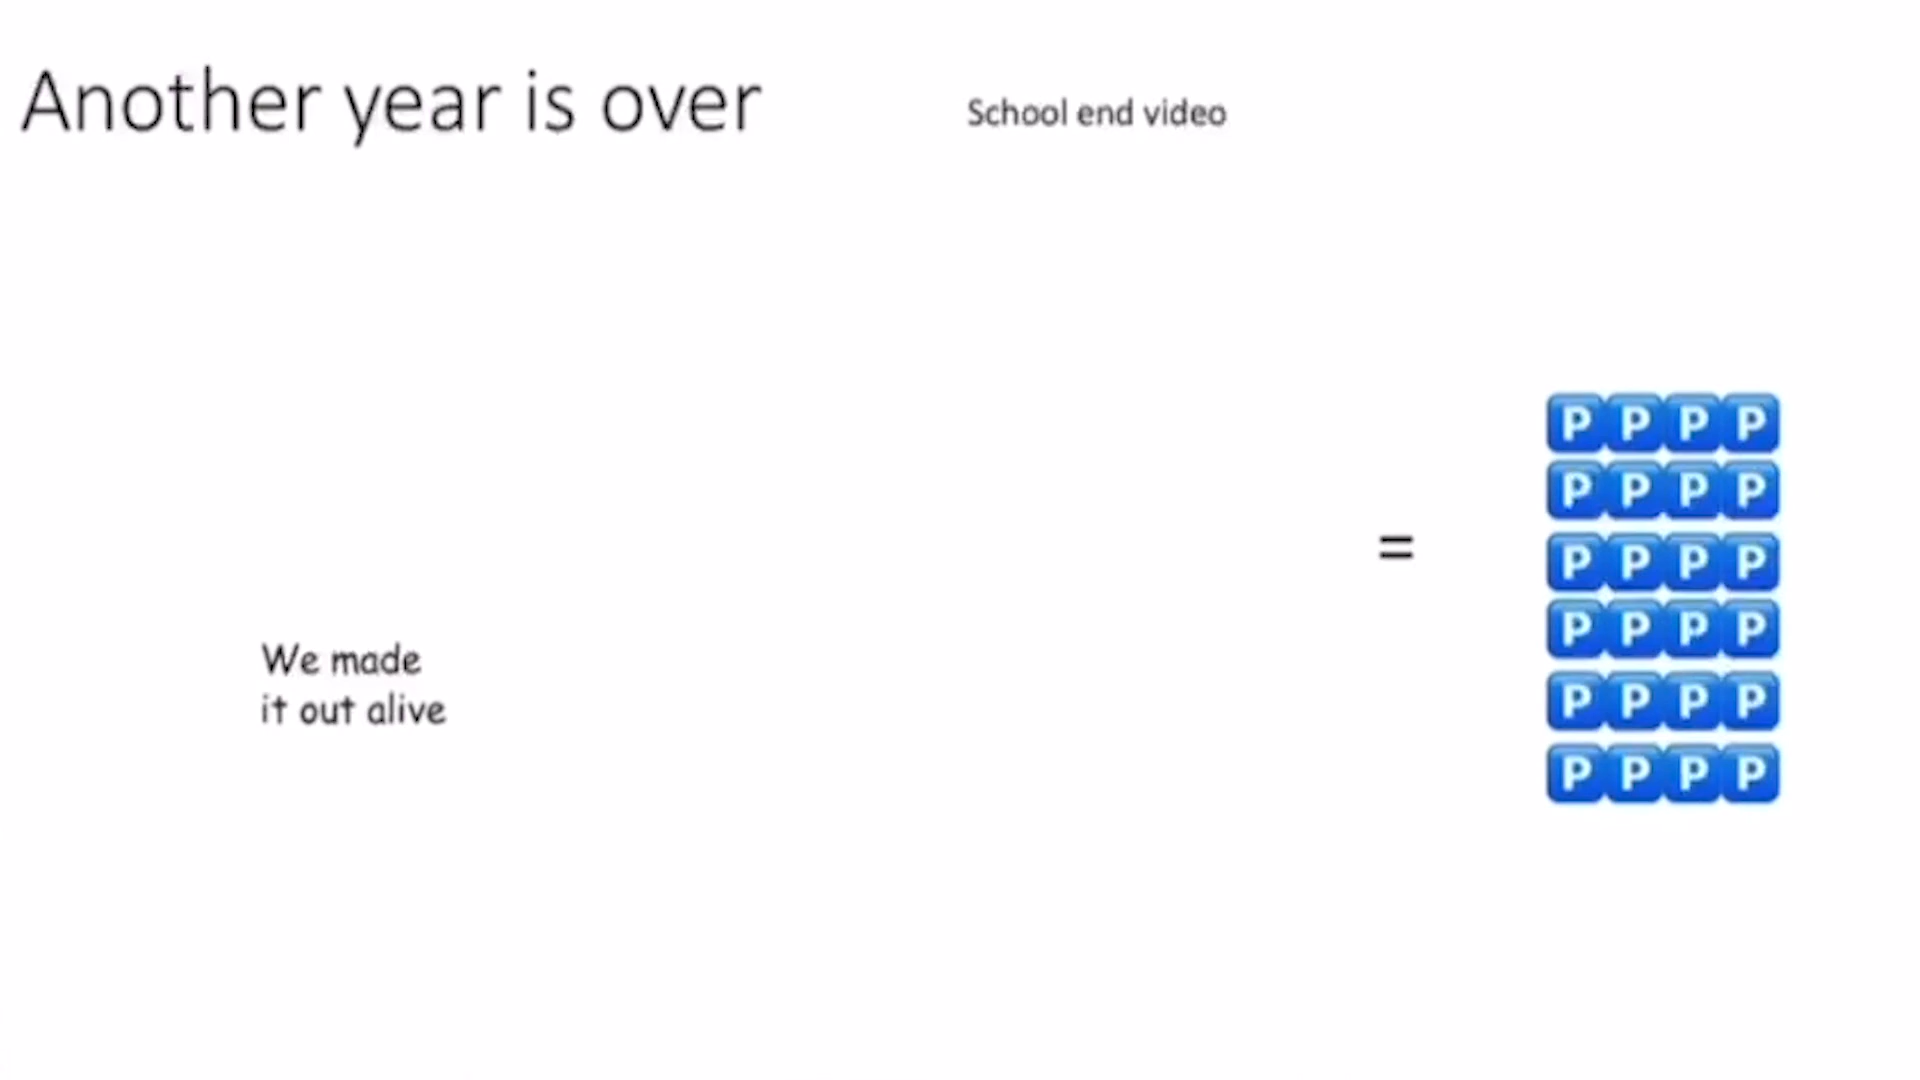 Another year is over
School end video
=
🅿🅿🅿🅿
🅿🅿🅿🅿
🅿🅿🅿🅿
🅿🅿🅿🅿
🅿🅿🅿🅿
🅿🅿🅿🅿
We made
it out alive